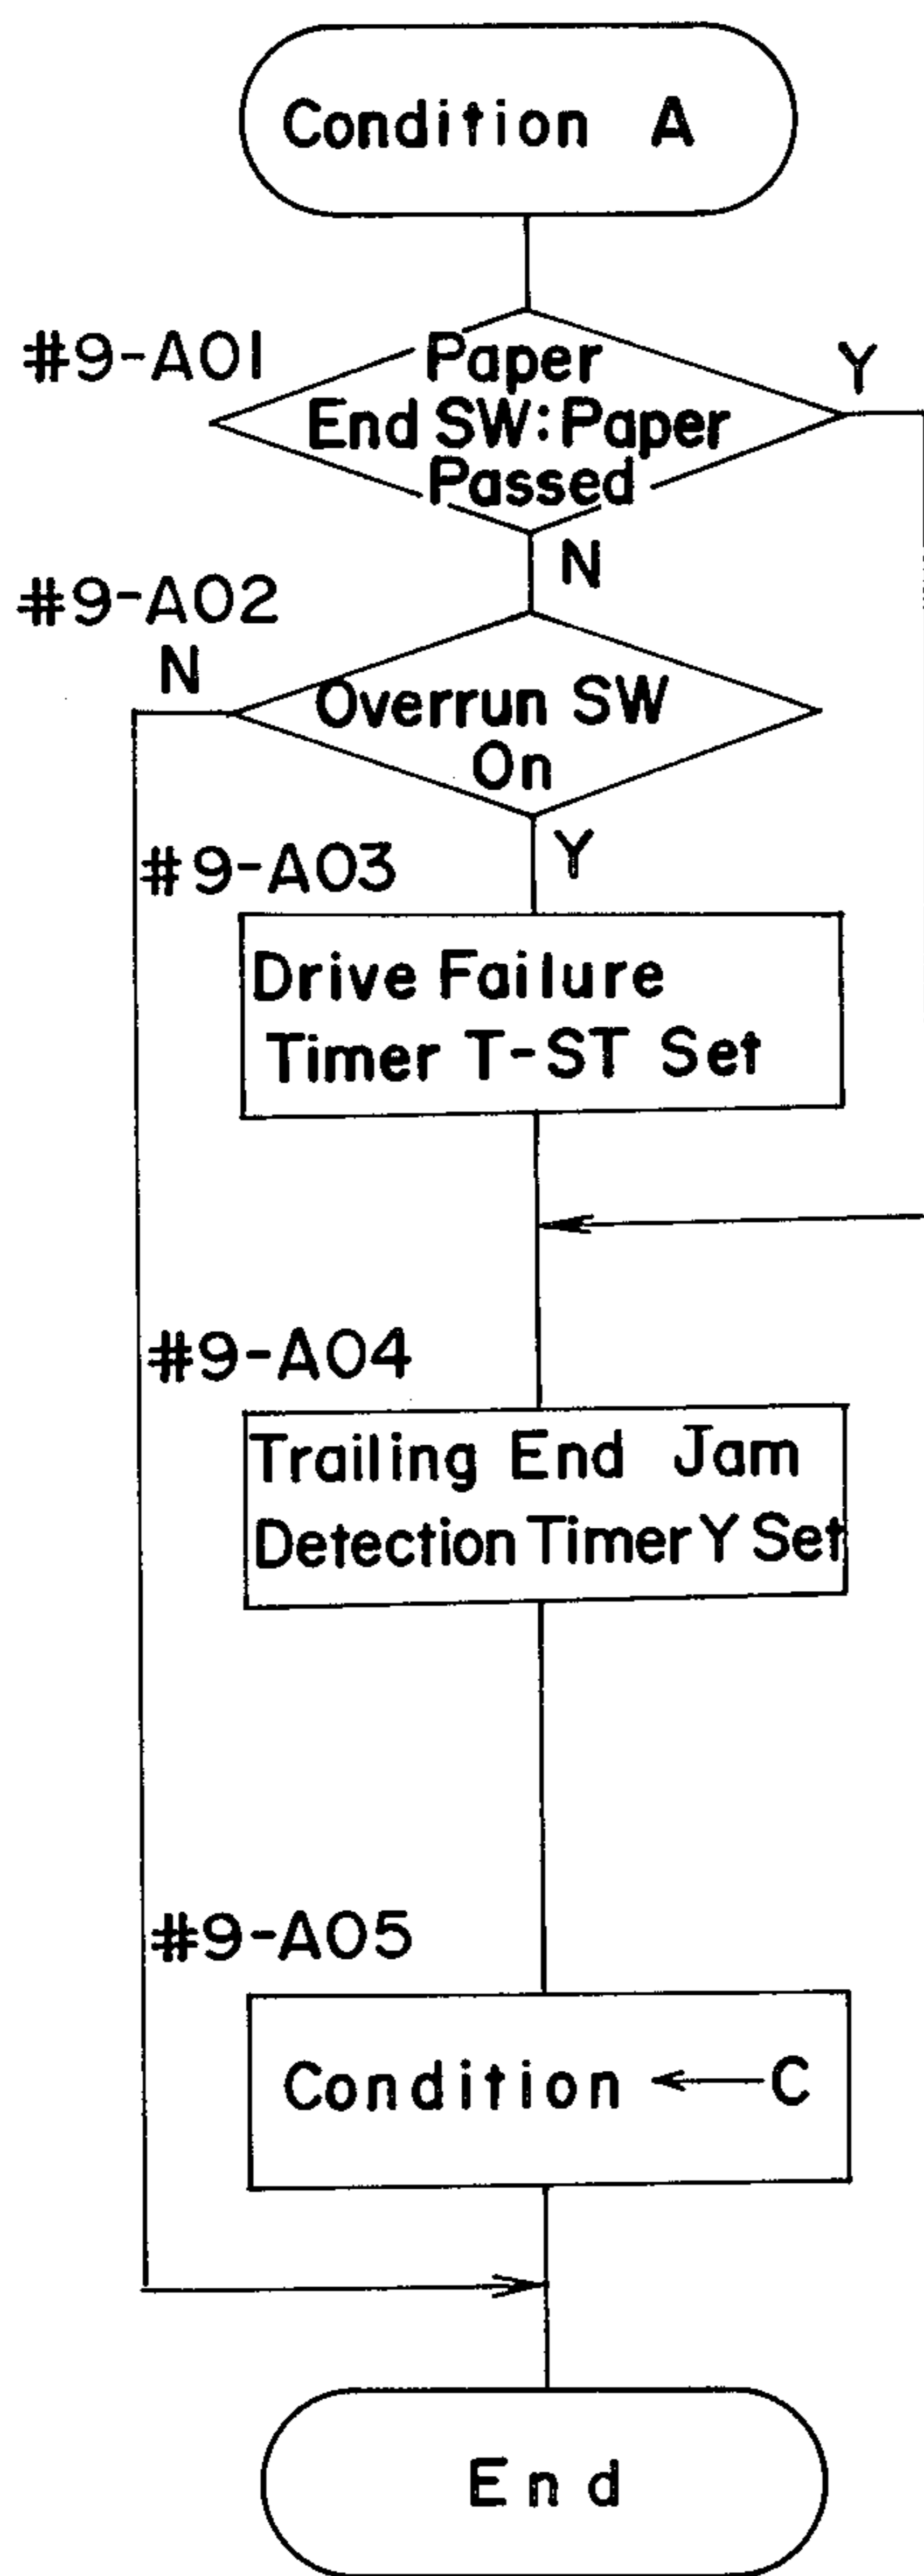 Condition A
#9-A01
Paper
Y
End SW:Paper
Passed
N
#9-A02
N
Overrun SW
On
Y
#9-A03
Drive Failure
Timer T-ST Set
#9-A04
Trailing End Jam
Detection Timer Y Set
#9-A05
Condition ← C
End